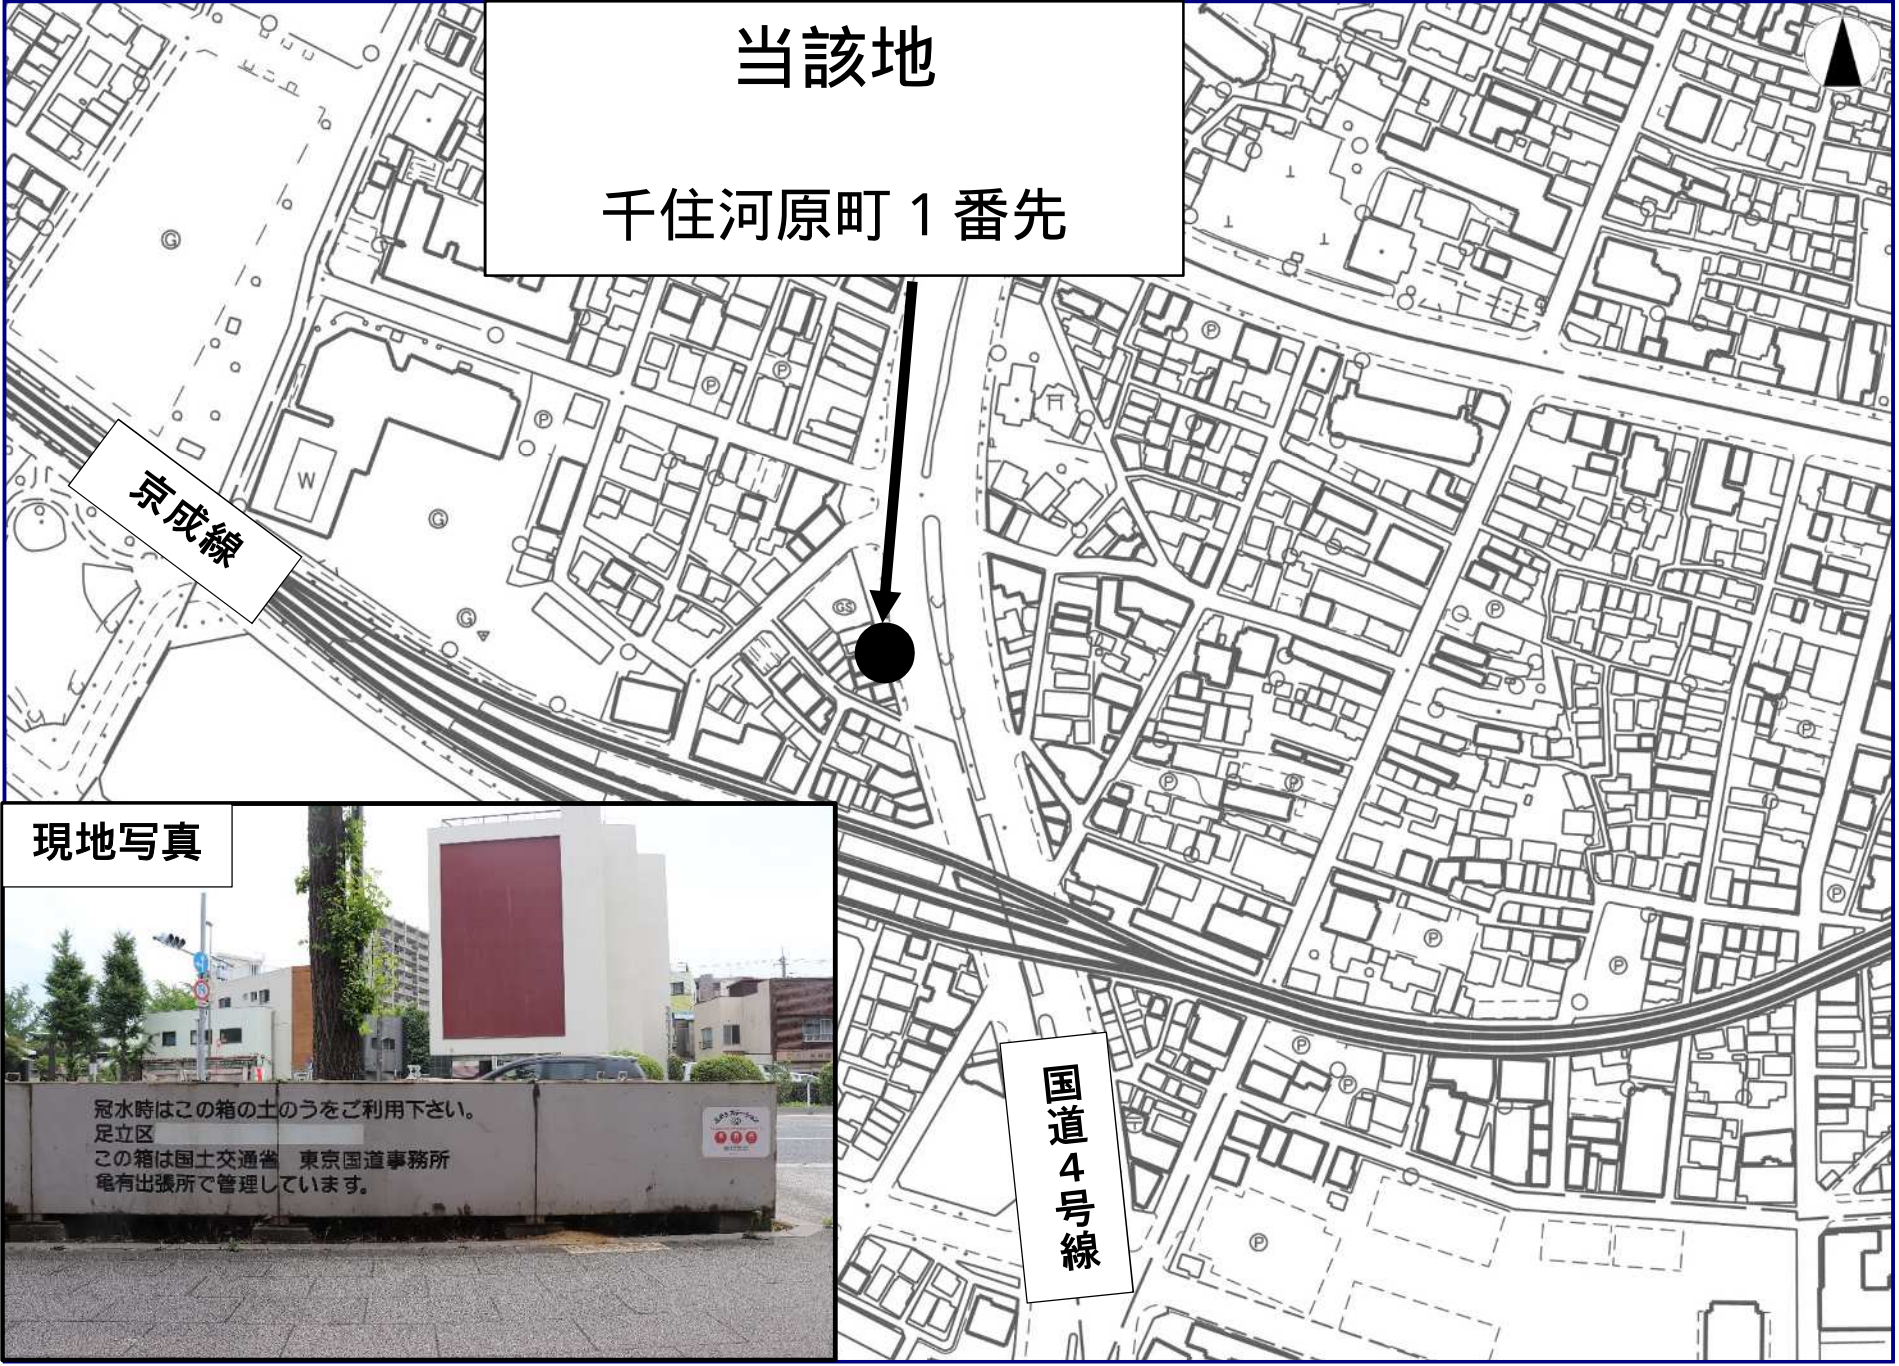 当該地
千住河原町1番先
京成線
国道4号線
現地写真
冠水時はこの箱の土のうをご利用下さい。
足立区
この箱は国土交通省 東京国道事務所
亀有出張所で管理しています。
G
W
P
G
G
GS
P
P
P
P
P
P
P
P
P
P
P
P
P